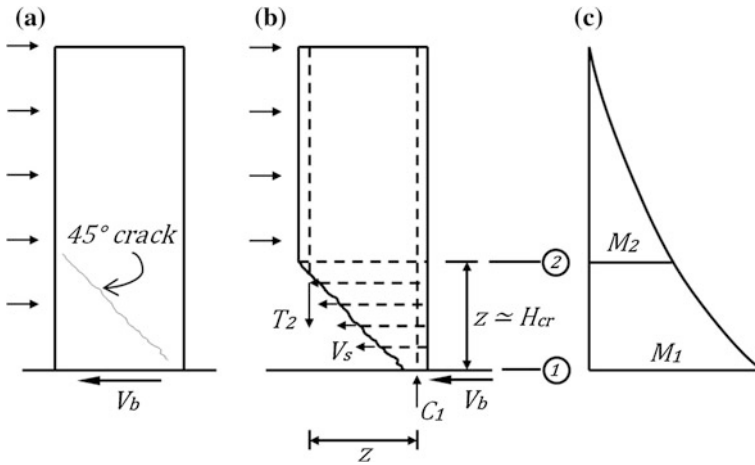 (a)
(b)
(c)
45° crack
V_b
T_2
V_s
z ≃ H_cr
C_1
V_b
z
2
1
M_2
M_1